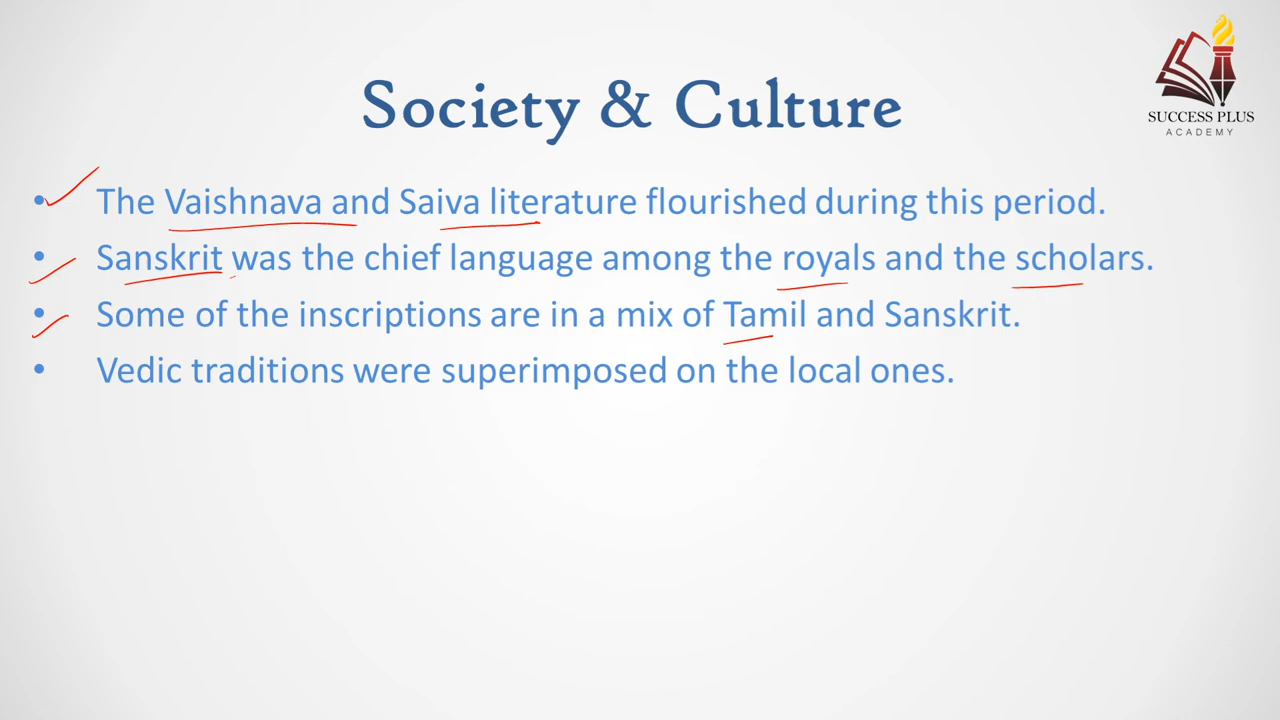 SUCCESS PLUS
ACADEMY
Society & Culture
• The Vaishnava and Saiva literature flourished during this period.
• Sanskrit was the chief language among the royals and the scholars.
• Some of the inscriptions are in a mix of Tamil and Sanskrit.
• Vedic traditions were superimposed on the local ones.